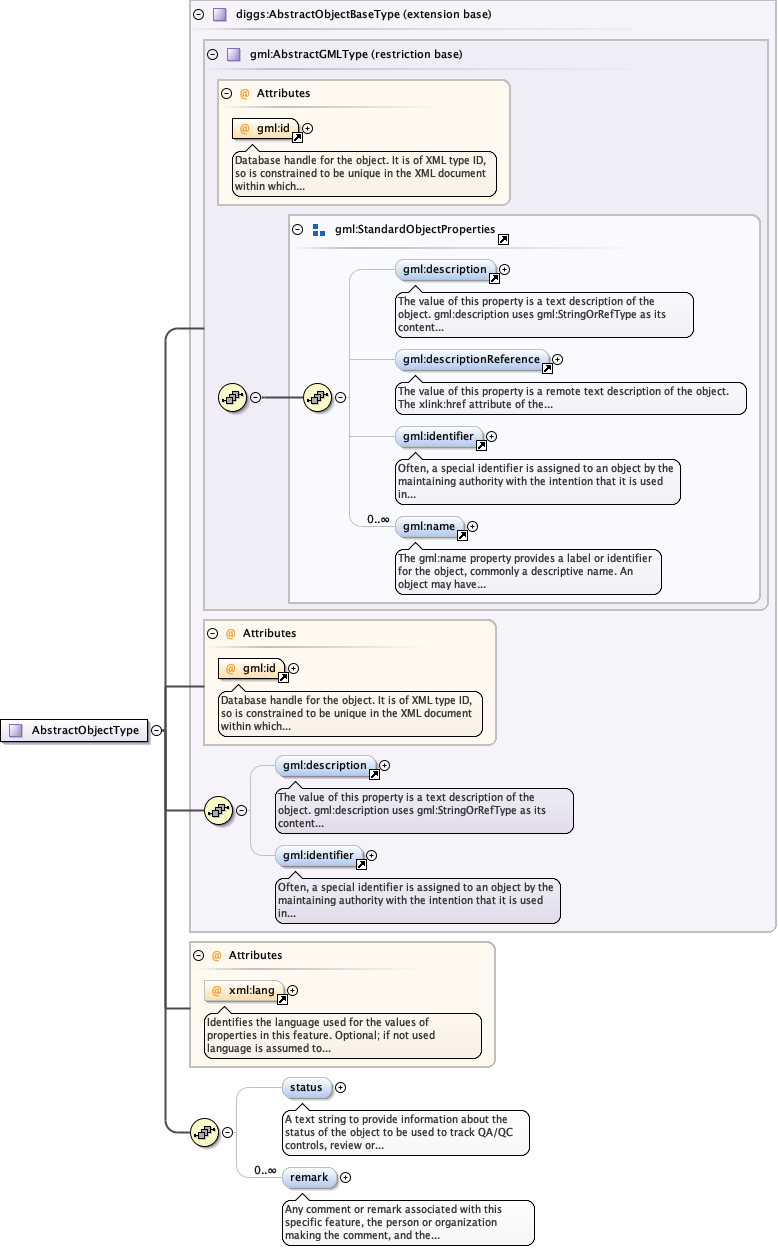 diggs:AbstractObjectBaseType (extension base)
gml:AbstractGMLType (restriction base)
@ Attributes
@ gml:id
Database handle for the object. It is of XML type ID,
so is constrained to be unique in the XML document
within which...
gml:StandardObjectProperties
gml:description
The value of this property is a text description of the
object. gml:description uses gml:StringOrRefType as its
content...
gml:descriptionReference
The value of this property is a remote text description of the object.
The xlink:href attribute of the...
gml:identifier
Often, a special identifier is assigned to an object by the
maintaining authority with the intention that it is used
in...
0..∞ gml:name
The gml:name property provides a label or identifier
for the object, commonly a descriptive name. An
object may have...
@ Attributes
@ gml:id
Database handle for the object. It is of XML type ID,
so is constrained to be unique in the XML document
within which...
AbstractObjectType
gml:description
The value of this property is a text description of the
object. gml:description uses gml:StringOrRefType as its
content...
gml:identifier
Often, a special identifier is assigned to an object by the
maintaining authority with the intention that it is used
in...
@ Attributes
@ xml:lang
Identifies the language used for the values of
properties in this feature. Optional; if not used
language is assumed to...
status
A text string to provide information about the
status of the object to be used to track QA/QC
controls, review or...
0..∞ remark
Any comment or remark associated with this
specific feature, the person or organization
making the comment, and the...